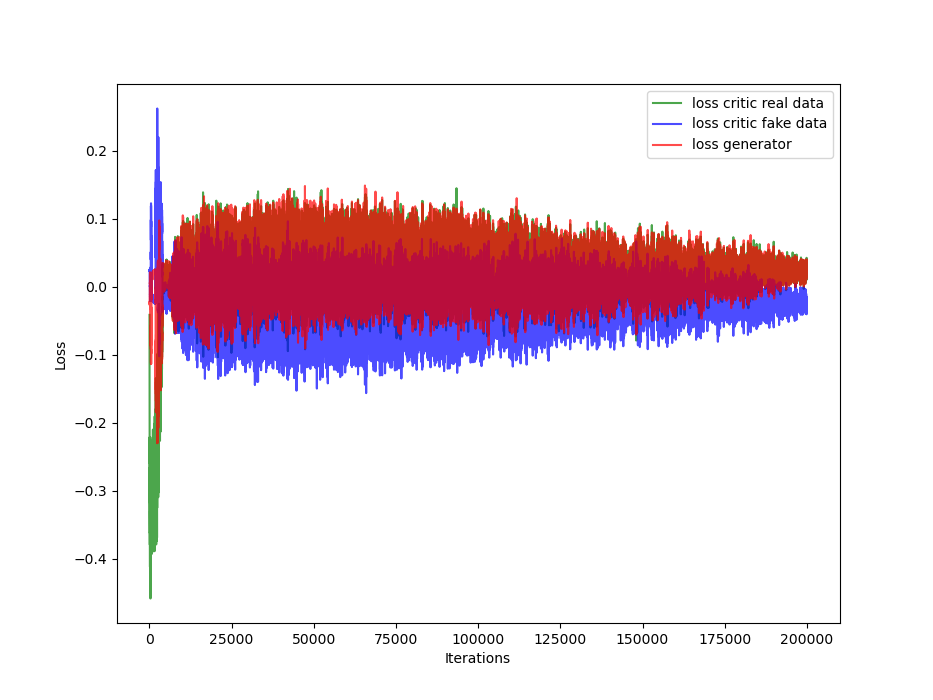 loss critic real data
loss critic fake data
loss generator
0.2
0.1
0.0
−0.1
−0.2
−0.3
−0.4
Loss
0 25000 50000 75000 100000 125000 150000 175000 200000
Iterations